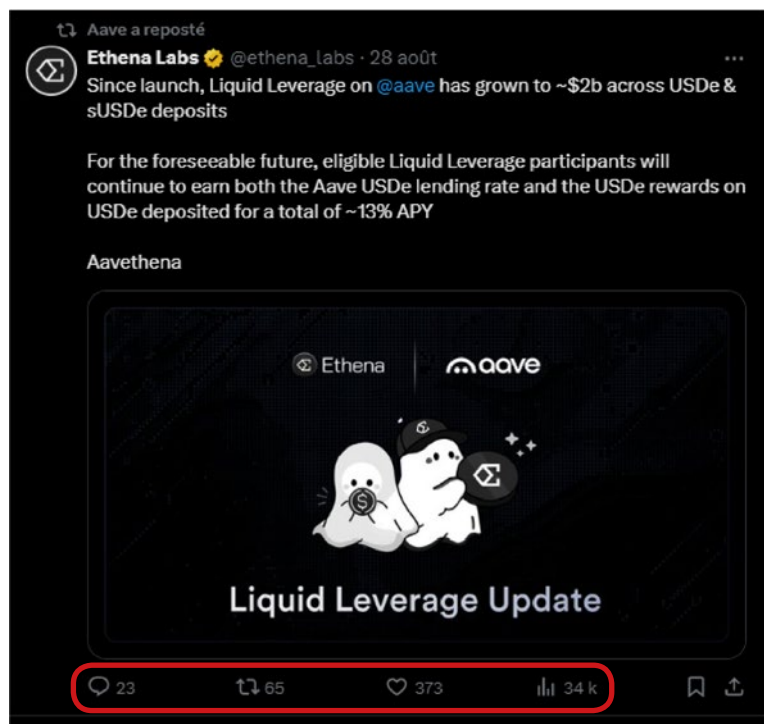 Aave a reposté
Ethena Labs @ethena_labs · 28 août
Since launch, Liquid Leverage on @aave has grown to ~$2b across USDe &
sUSDe deposits
For the foreseeable future, eligible Liquid Leverage participants will
continue to earn both the Aave USDe lending rate and the USDe rewards on
USDe deposited for a total of ~13% APY
Aavethena
Ethena aave
$
Liquid Leverage Update
23 65 373 34 k